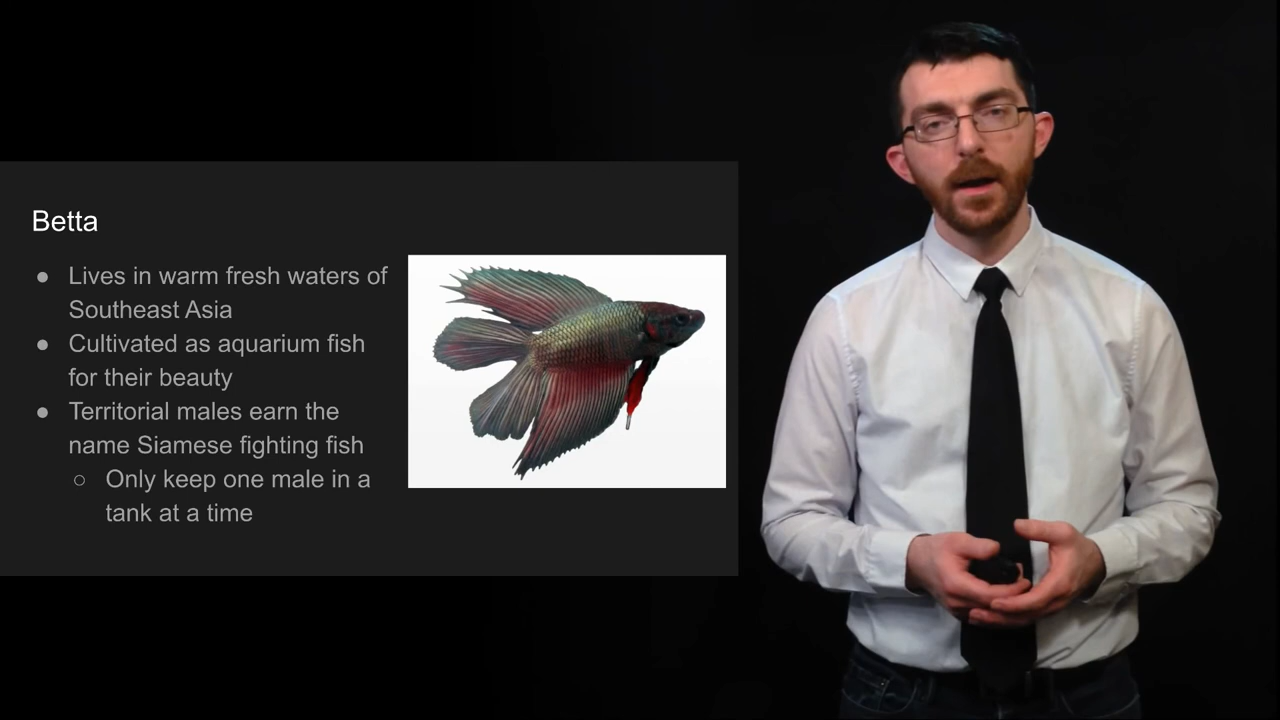 Betta
● Lives in warm fresh waters of
Southeast Asia
● Cultivated as aquarium fish
for their beauty
● Territorial males earn the
name Siamese fighting fish
○ Only keep one male in a
tank at a time